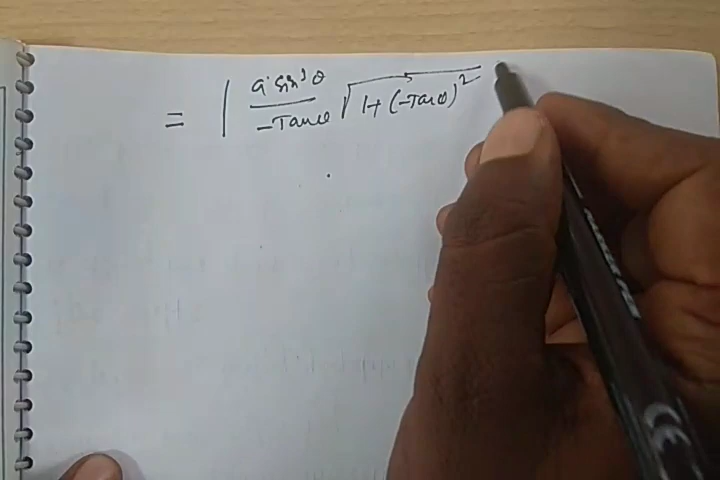 = | a sin³θ / -Tanθ √1+(-Tanθ)²